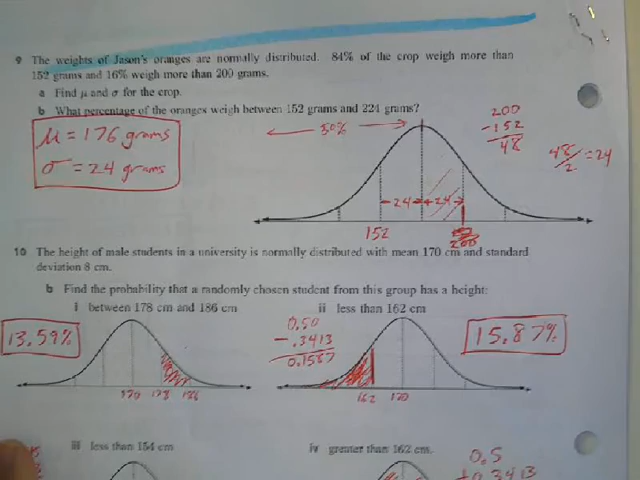 9 The weights of Jason's oranges are normally distributed. 84% of the crop weigh more than
152 grams and 16% weigh more than 200 grams.
a Find μ and σ for the crop.
b What percentage of the oranges weigh between 152 grams and 224 grams?
μ = 176 grams
σ = 24 grams
50%
200
-152
48
48/2 = 24
24 24
152
200
10 The height of male students in a university is normally distributed with mean 170 cm and standard
deviation 8 cm.
b Find the probability that a randomly chosen student from this group has a height:
i between 178 cm and 186 cm
ii less than 162 cm
13.59%
170 178 186
0.50
- .3413
0.1587
162 170
15.87%
iii less than 154 cm
iv greater than 162 cm.
0.5
+0.3413